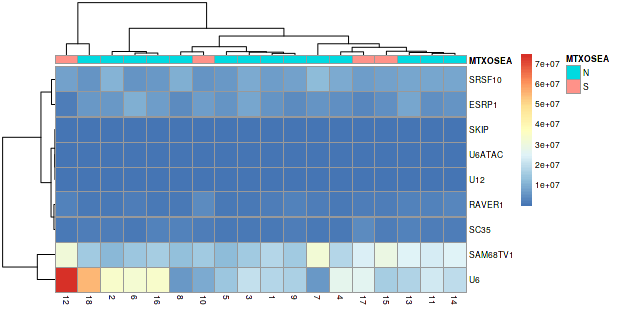 MTXOSEA
SRSF10
ESRP1
SKIP
U6ATAC
U12
RAVER1
SC35
SAM68TV1
U6
12 18 2 6 16 8 10 5 3 1 9 7 4 17 15 13 11 14
7e+07
6e+07
5e+07
4e+07
3e+07
2e+07
1e+07
MTXOSEA
N
S